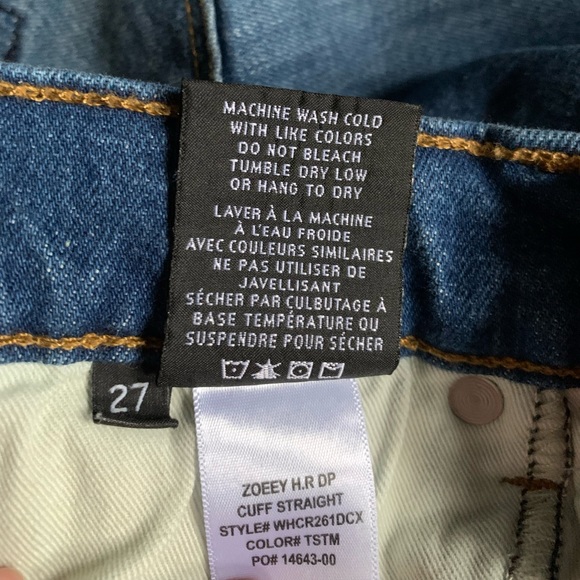 MACHINE WASH COLD
WITH LIKE COLORS
DO NOT BLEACH
TUMBLE DRY LOW
OR HANG TO DRY
LAVER À LA MACHINE
À L'EAU FROIDE
AVEC COULEURS SIMILAIRES
NE PAS UTILISER DE
JAVELLISANT
SÉCHER PAR CULBUTAGE À
BASE TEMPÉRATURE OU
SUSPENDRE POUR SÉCHER
27
ZOEEY H.R DP
CUFF STRAIGHT
STYLE# WHCR261DCX
COLOR# TSTM
PO# 14643-00